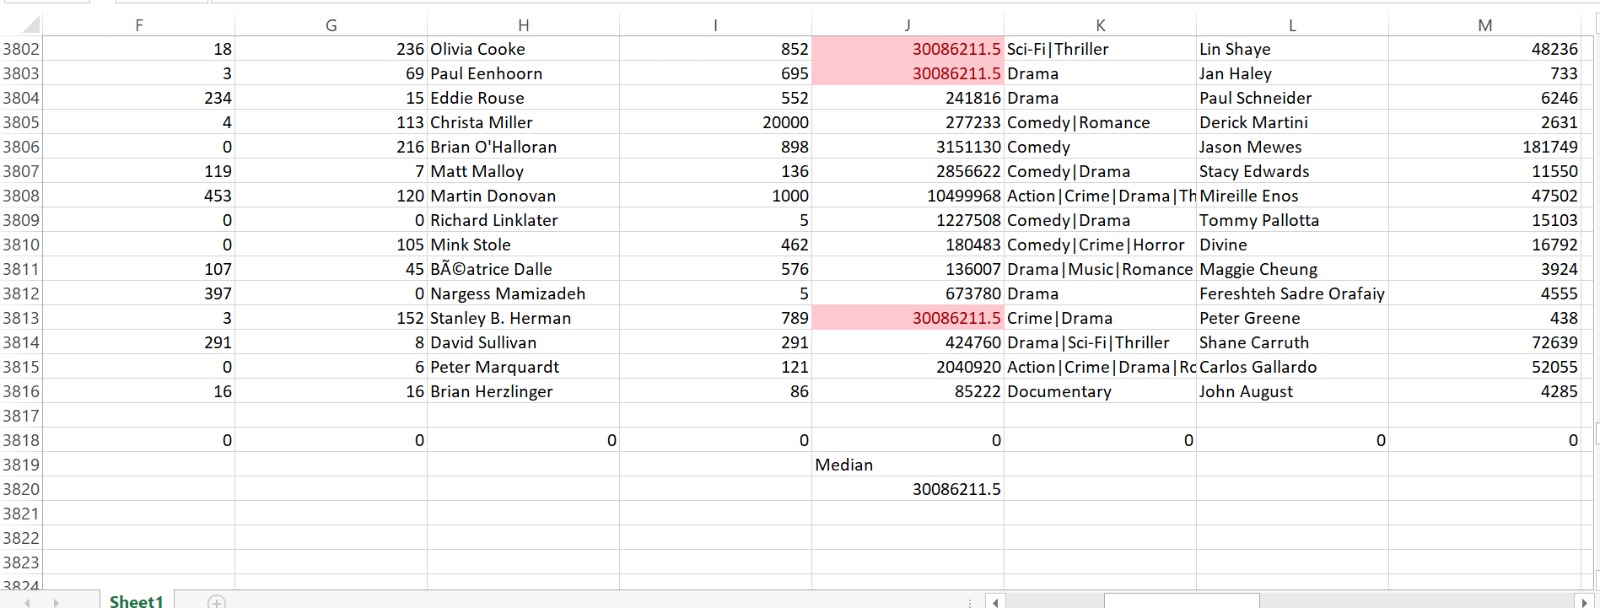 F G H I J K L M
3802 18 236 Olivia Cooke 852 30086211.5 Sci-Fi|Thriller Lin Shaye 48236
3803 3 69 Paul Eenhoorn 695 30086211.5 Drama Jan Haley 733
3804 234 15 Eddie Rouse 552 241816 Drama Paul Schneider 6246
3805 4 113 Christa Miller 20000 277233 Comedy|Romance Derick Martini 2631
3806 0 216 Brian O'Halloran 898 3151130 Comedy Jason Mewes 181749
3807 119 7 Matt Malloy 136 2856622 Comedy|Drama Stacy Edwards 11550
3808 453 120 Martin Donovan 1000 10499968 Action|Crime|Drama|Th Mireille Enos 47502
3809 0 0 Richard Linklater 5 1227508 Comedy|Drama Tommy Pallotta 15103
3810 0 105 Mink Stole 462 180483 Comedy|Crime|Horror Divine 16792
3811 107 45 BÃ©atrice Dalle 576 136007 Drama|Music|Romance Maggie Cheung 3924
3812 397 0 Nargess Mamizadeh 5 673780 Drama Fereshteh Sadre Orafaiy 4555
3813 3 152 Stanley B. Herman 789 30086211.5 Crime|Drama Peter Greene 438
3814 291 8 David Sullivan 291 424760 Drama|Sci-Fi|Thriller Shane Carruth 72639
3815 0 6 Peter Marquardt 121 2040920 Action|Crime|Drama|Ro Carlos Gallardo 52055
3816 16 16 Brian Herzlinger 86 85222 Documentary John August 4285
3817
3818 0 0 0 0 0 0 0 0
3819 Median
3820 30086211.5
3821
3822
3823
3824
Sheet1